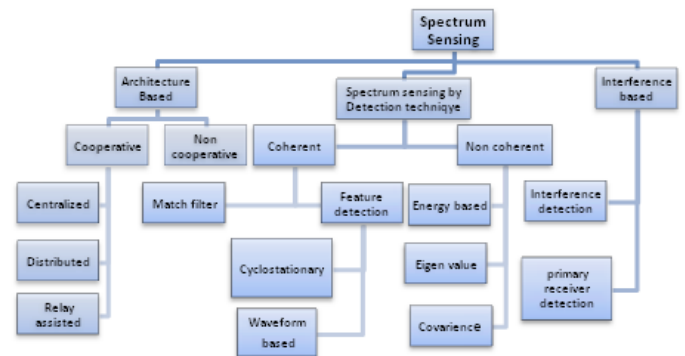 Spectrum
Sensing
Architecture
Based
Spectrum sensing by
Detection techniqye
Interference
based
Cooperative
Non
cooperative
Coherent
Non coherent
Centralized
Match filter
Feature
detection
Energy based
Interference
detection
Distributed
Cyclostationary
Eigen value
primary
receiver
detection
Relay
assisted
Waveform
based
Covarience